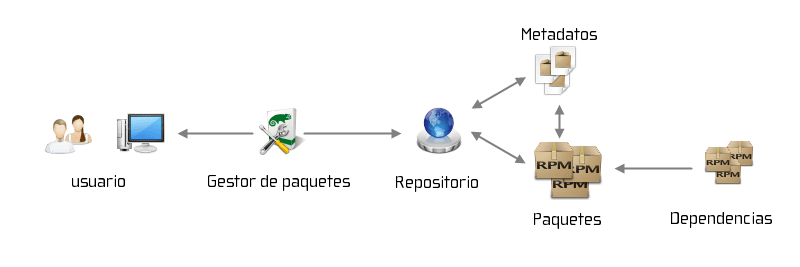 Metadatos
usuario
Gestor de paquetes
Repositorio
RPM
RPM
RPM
Paquetes
RPM
RPM
RPM
Dependencias